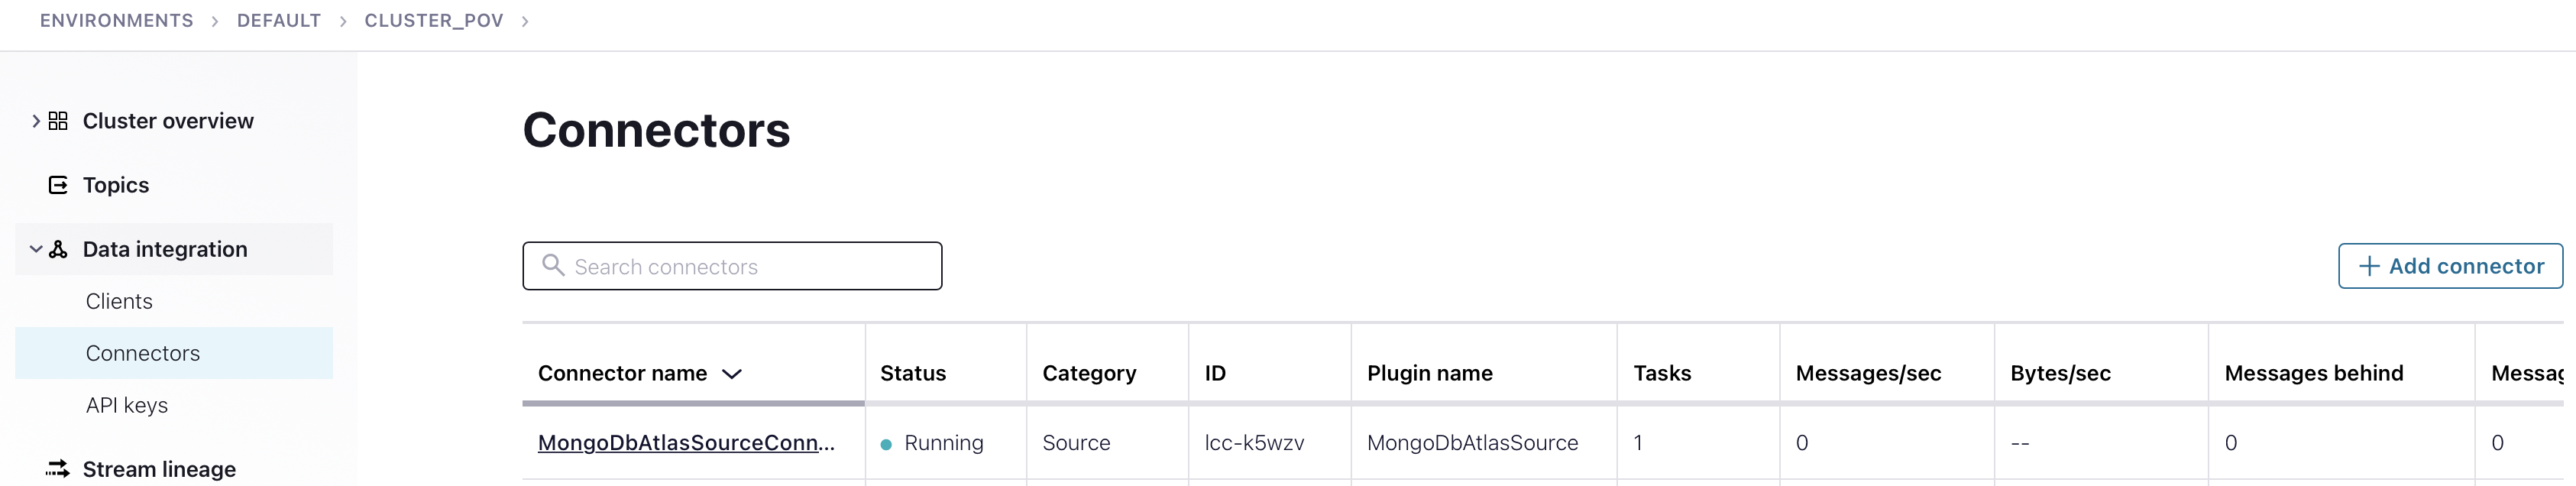 ENVIRONMENTS > DEFAULT > CLUSTER_POV >
Cluster overview
Topics
Data integration
Clients
Connectors
API keys
Stream lineage
Connectors
Search connectors
+ Add connector
Connector name Status Category ID Plugin name Tasks Messages/sec Bytes/sec Messages behind Messag
MongoDbAtlasSourceConn... Running Source lcc-k5wzv MongoDbAtlasSource 1 0 -- 0 0